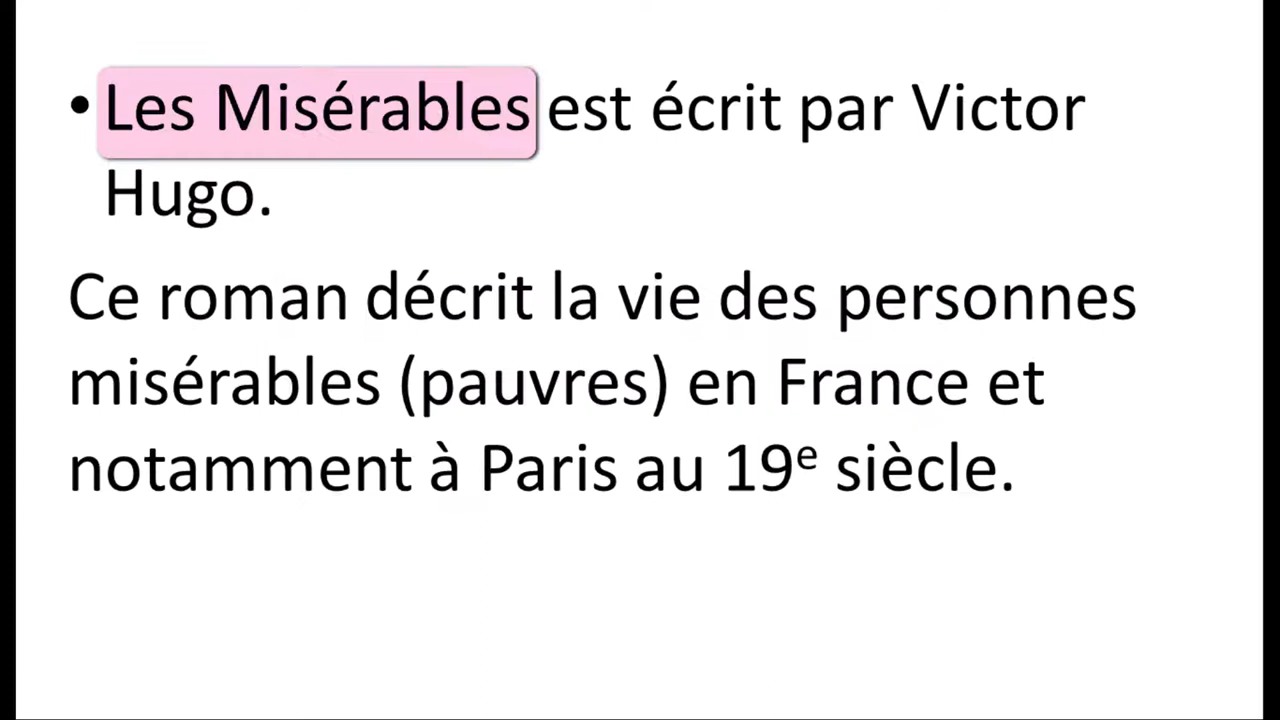 • Les Misérables est écrit par Victor
Hugo.
Ce roman décrit la vie des personnes
misérables (pauvres) en France et
notamment à Paris au 19ᵉ siècle.